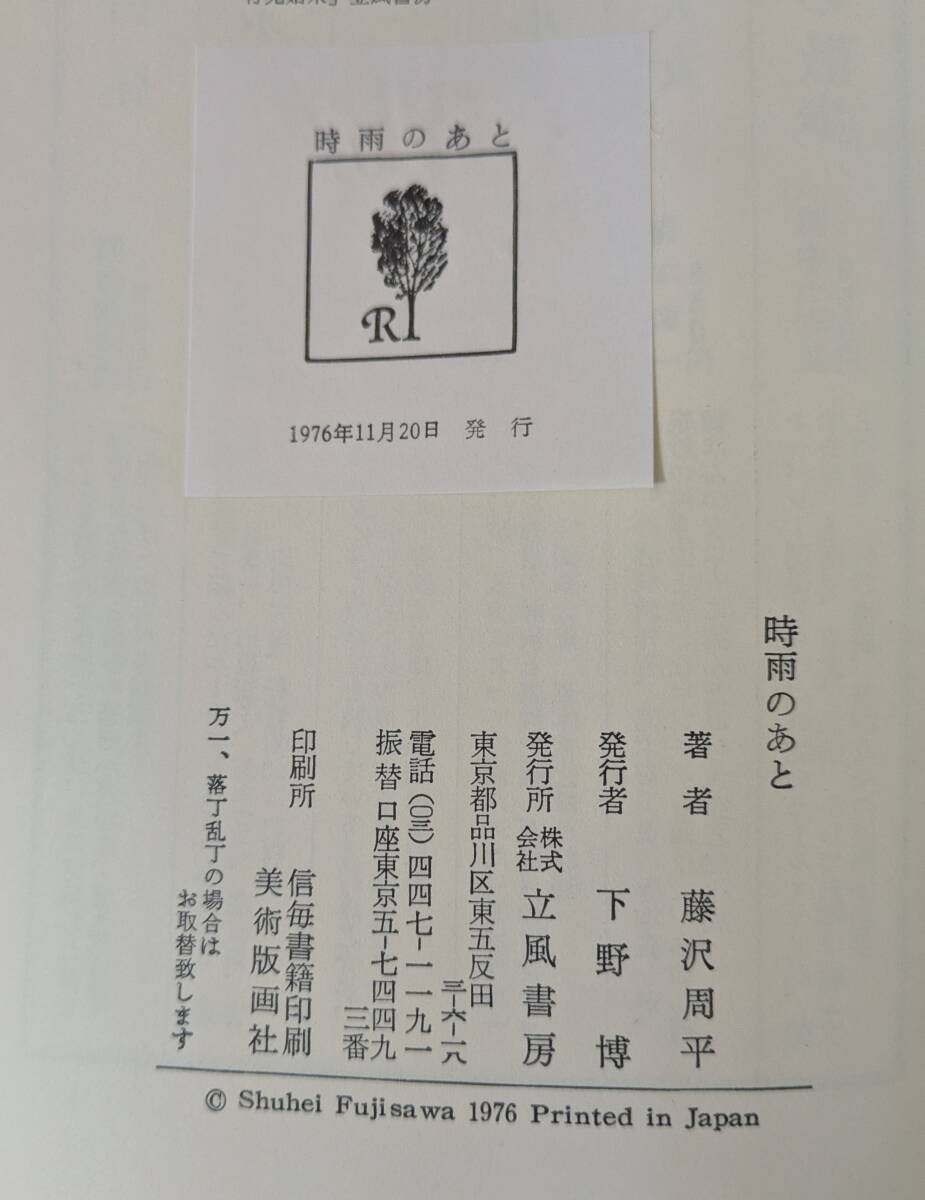 時雨のあと
R
1976年11月20日 発行
時雨のあと
著者 藤沢周平
発行者 下野 博
発行所 株式会社 立風書房
東京都品川区東五反田
三-六-一八
電話(〇三)四四七-一一九一
振替口座東京五-七四四九
三番
印刷所 信毎書籍印刷
美術版画社
万一、落丁乱丁の場合は
お取替致します
© Shuhei Fujisawa 1976 Printed in Japan